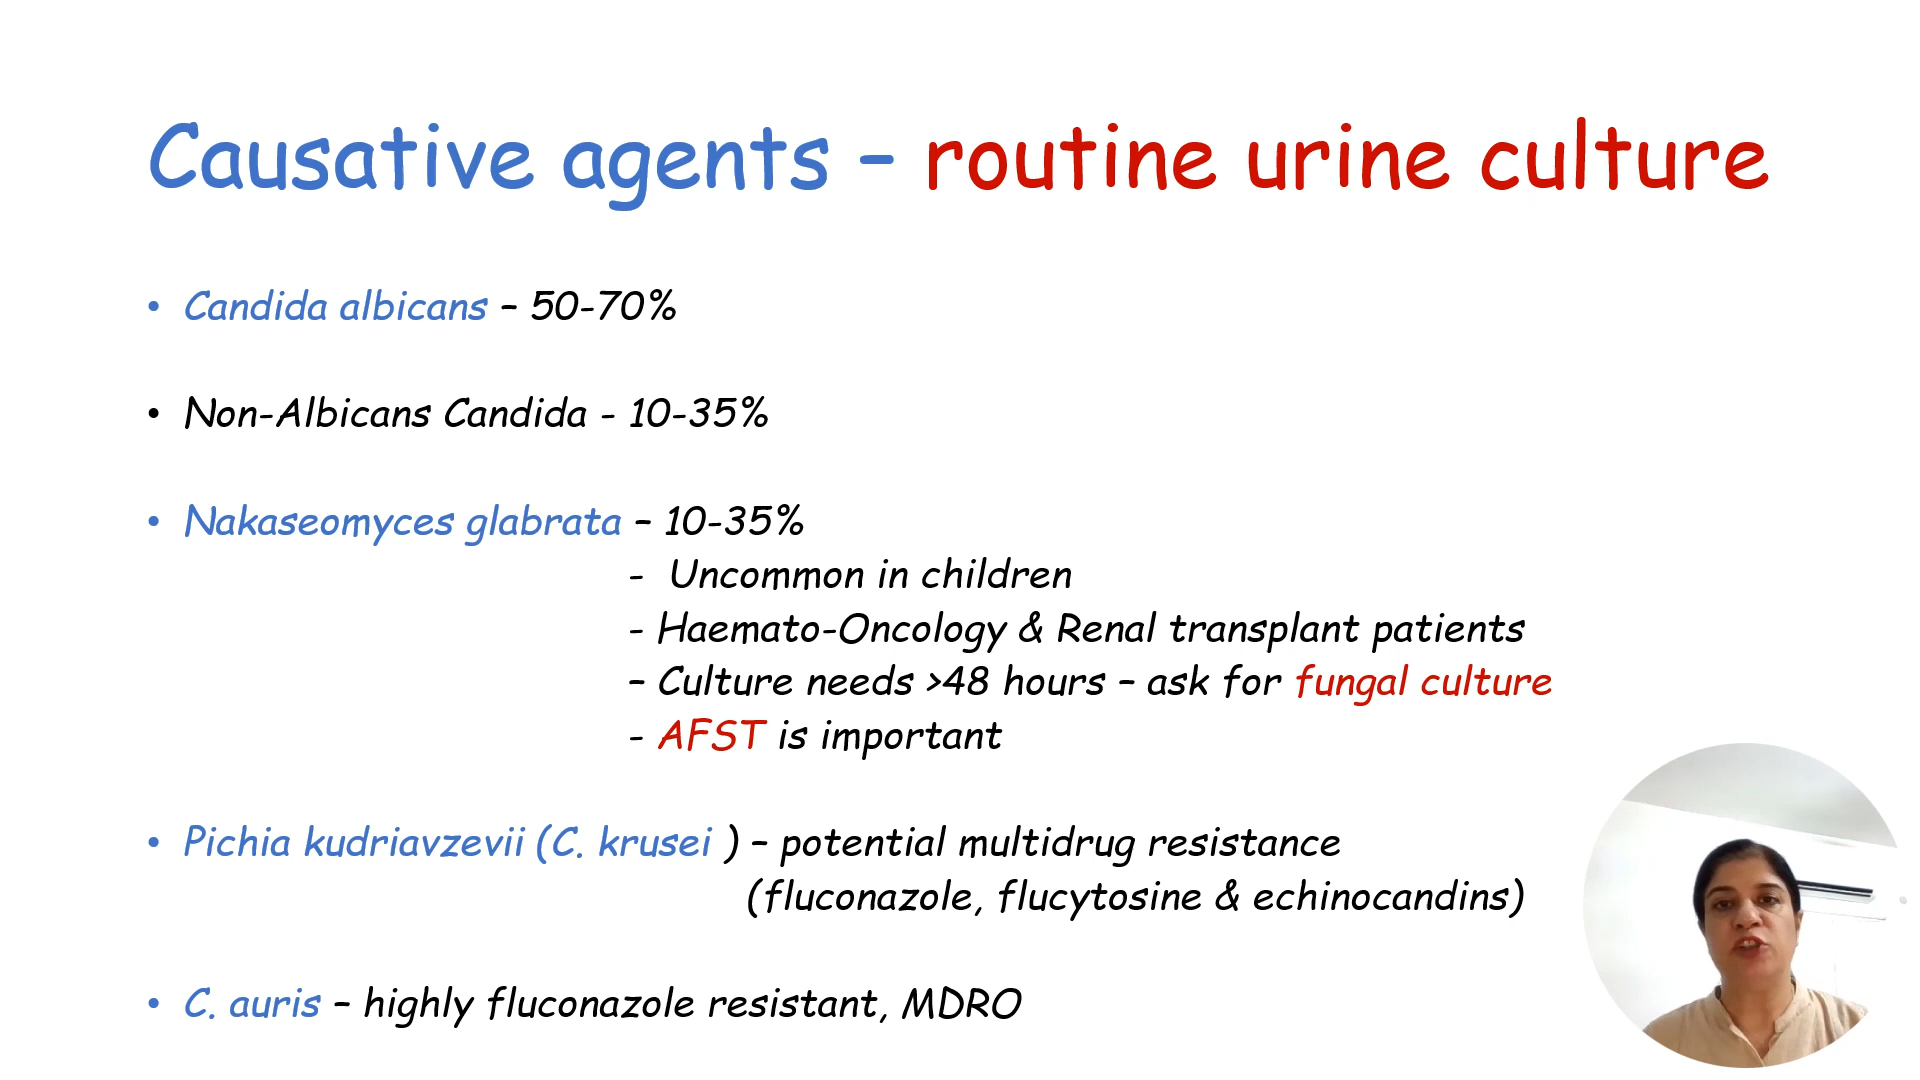 Causative agents – routine urine culture
• Candida albicans – 50-70%
• Non-Albicans Candida - 10-35%
• Nakaseomyces glabrata – 10-35%
- Uncommon in children
- Haemato-Oncology & Renal transplant patients
– Culture needs >48 hours – ask for fungal culture
- AFST is important
• Pichia kudriavzevii (C. krusei ) – potential multidrug resistance
(fluconazole, flucytosine & echinocandins)
• C. auris – highly fluconazole resistant, MDRO